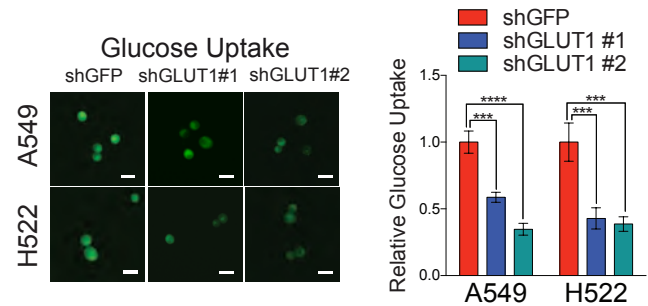 Glucose Uptake
shGFP shGLUT1#1 shGLUT1#2
A549
H522
shGFP
shGLUT1 #1
shGLUT1 #2
Relative Glucose Uptake
1.5
1.0
0.5
0.0
**** ***
*** ***
A549 H522